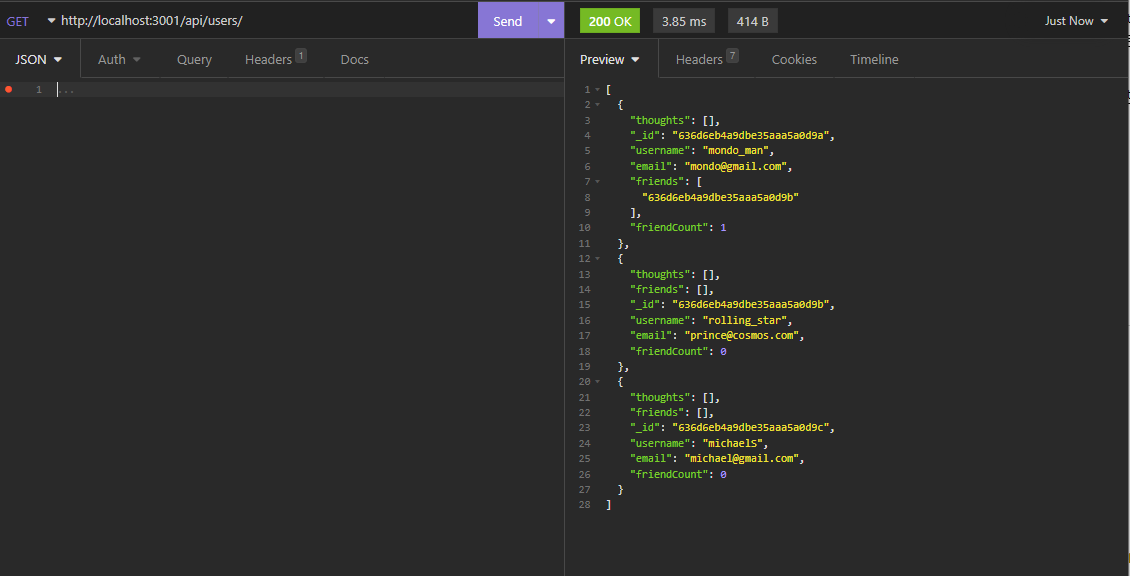 GET http://localhost:3001/api/users/ Send 200 OK 3.85 ms 414 B Just Now
JSON Auth Query Headers 1 Docs Preview Headers 7 Cookies Timeline
1 ...
1 [
2 {
3 "thoughts": [],
4 "_id": "636d6eb4a9dbe35aaa5a0d9a",
5 "username": "mondo_man",
6 "email": "mondo@gmail.com",
7 "friends": [
8 "636d6eb4a9dbe35aaa5a0d9b"
9 ],
10 "friendCount": 1
11 },
12 {
13 "thoughts": [],
14 "friends": [],
15 "_id": "636d6eb4a9dbe35aaa5a0d9b",
16 "username": "rolling_star",
17 "email": "prince@cosmos.com",
18 "friendCount": 0
19 },
20 {
21 "thoughts": [],
22 "friends": [],
23 "_id": "636d6eb4a9dbe35aaa5a0d9c",
24 "username": "michaelS",
25 "email": "michael@gmail.com",
26 "friendCount": 0
27 }
28 ]